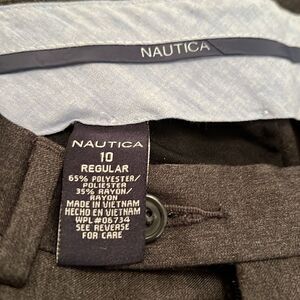 NAUTICA
NAUTICA
10
REGULAR
65% POLYESTER/
POLIESTER
35% RAYON/
RAYON
MADE IN VIETNAM
HECHO EN VIETNAM
WPL#06734
SEE REVERSE
FOR CARE